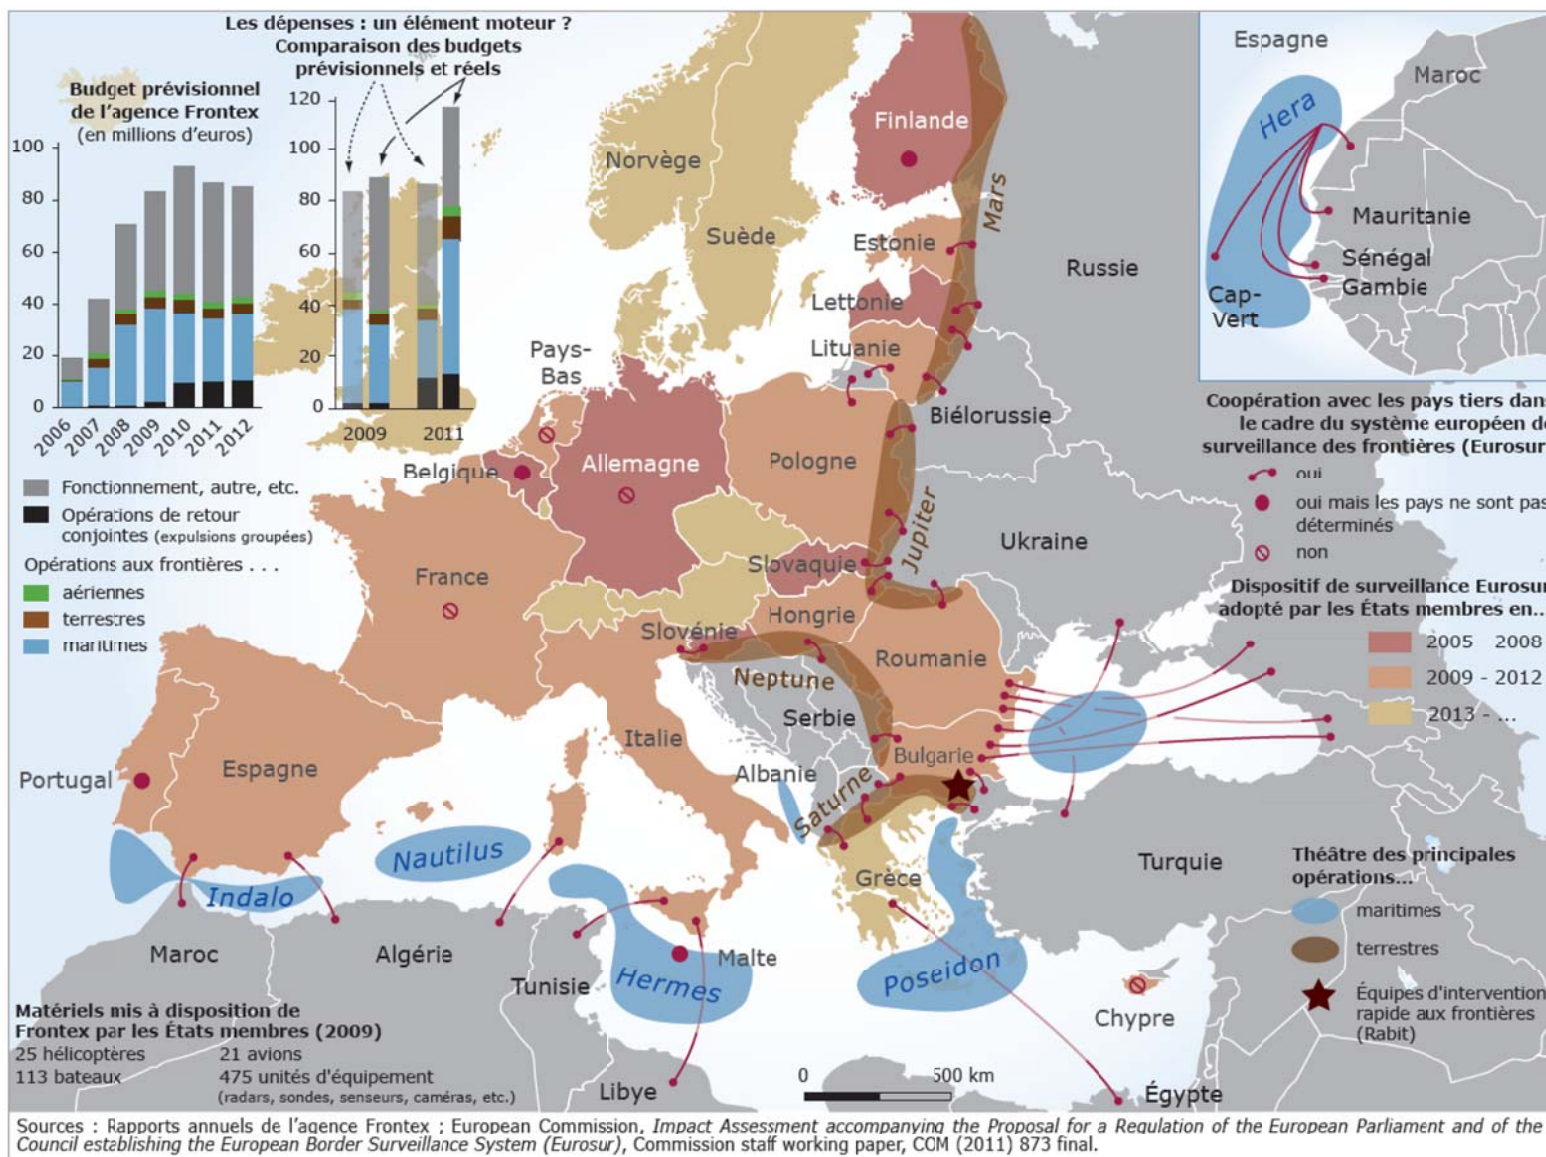 Les dépenses : un élément moteur ?
Comparaison des budgets
prévisionnels et réels
Budget prévisionnel
de l'agence Frontex
(en millions d'euros)
100
80
60
40
20
0
2006
2007
2008
2009
2010
2011
2012
120
100
80
60
40
20
0
2009
2011
Fonctionnement, autre, etc.
Opérations de retour
conjointes (expulsions groupées)
Opérations aux frontières . . .
aériennes
terrestres
maritimes
Finlande
Norvège
Suède
Estonie
Lettonie
Lituanie
Mars
Russie
Pays-
Bas
Belgique
Allemagne
Pologne
Biélorussie
Jupiter
Ukraine
Slovaquie
France
Hongrie
Slovénie
Roumanie
Neptune
Serbie
Italie
Bulgarie
Albanie
Saturne
Portugal
Espagne
Nautilus
Indalo
Grèce
Turquie
Maroc
Algérie
Tunisie
Malte
Hermes
Poseidon
Chypre
Libye
Égypte
0
500 km
Espagne
Maroc
Hera
Mauritanie
Sénégal
Gambie
Cap-
Vert
Coopération avec les pays tiers dans
le cadre du système européen de
surveillance des frontières (Eurosur
oui
oui mais les pays ne sont pas
déterminés
non
Dispositif de surveillance Eurosur
adopté par les États membres en...
2005 2008
2009 - 2012
2013 - ...
Théâtre des principales
opérations...
maritimes
terrestres
Équipes d'intervention
rapide aux frontières
(Rabit)
Matériels mis à disposition de
Frontex par les États membres (2009)
25 hélicoptères 21 avions
113 bateaux 475 unités d'équipement
(radars, sondes, senseurs, caméras, etc.)
Sources : Rapports annuels de l'agence Frontex ; European Commission, Impact Assessment accompanying the Proposal for a Regulation of the European Parliament and of the
Council establishing the European Border Surveillance System (Eurosur), Commission staff working paper, COM (2011) 873 final.